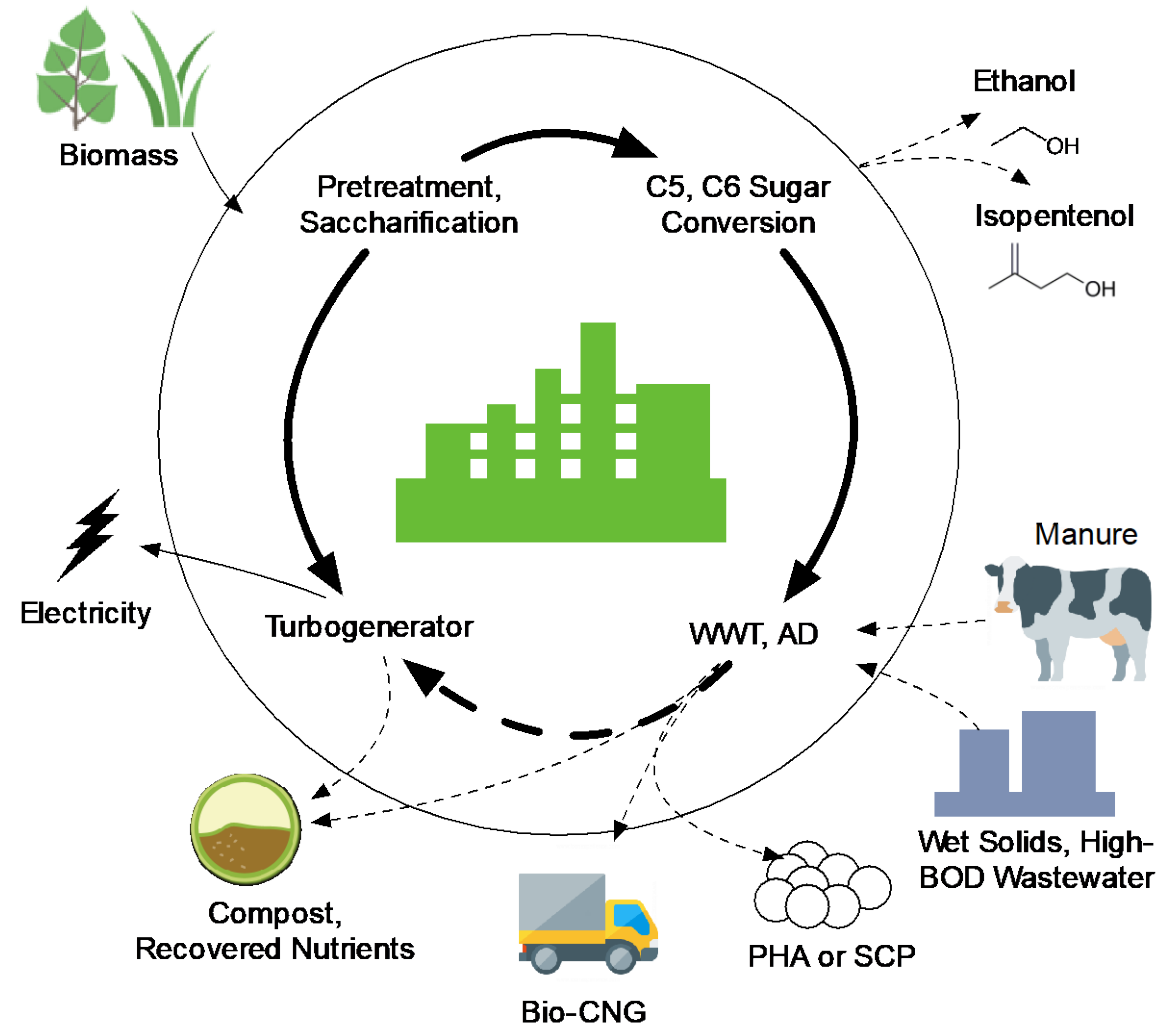 Biomass
Pretreatment,
Saccharification
C5, C6 Sugar
Conversion
Ethanol
OH
Isopentenol
OH
Electricity
Turbogenerator
WWT, AD
Manure
Wet Solids, High-
BOD Wastewater
Compost,
Recovered Nutrients
Bio-CNG
PHA or SCP